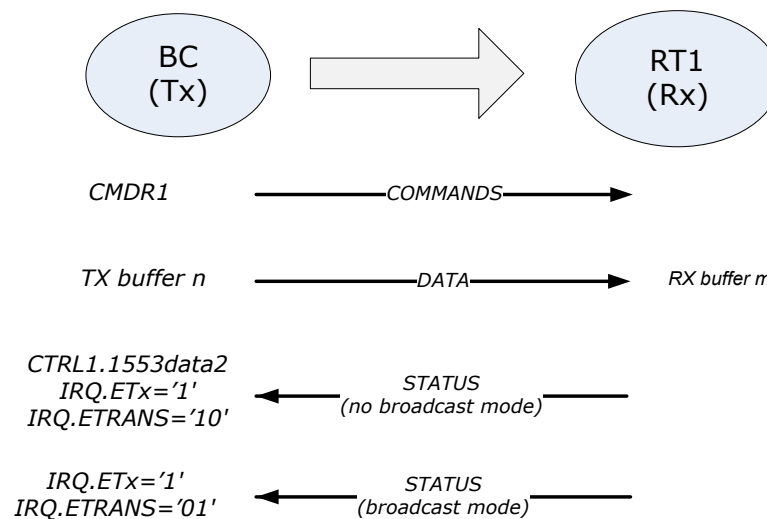 BC
(Tx)
RT1
(Rx)
CMDR1
COMMANDS
TX buffer n
DATA
RX buffer m
CTRL1.1553data2
IRQ.ETx='1'
IRQ.ETRANS='10'
STATUS
(no broadcast mode)
IRQ.ETx='1'
IRQ.ETRANS='01'
STATUS
(broadcast mode)